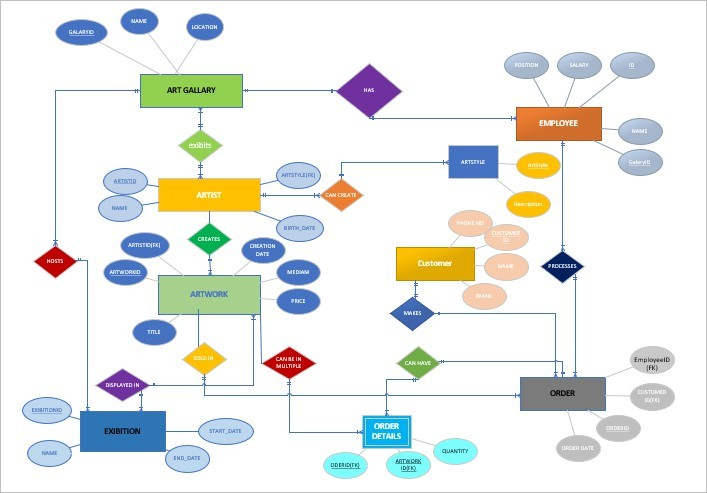 NAME
GALARYID
LOCATION
ART GALLARY
HAS
POSITION
SALARY
ID
EMPLOYEE
NAME
GaleryID
exibits
ARTSTYLE
ArtStyle
Description
ARTISTID
NAME
ARTIST
ARTSTYLE(FK)
BIRTH_DATE
CAN CREATE
CREATES
ARTISTID(FK)
CREATION
DATE
ARTWORKID
MEDIAM
ARTWORK
PRICE
TITLE
PHONE NO
CUSTOMER
ID
Customer
NAME
EMAIL
HOSTS
PROCESSES
MAKES
SOLD IN
CAN BE IN
MULTIPLE
CAN HAVE
DISPLAYED IN
EmployeeID
(FK)
ORDER
CUSTOMER
ID(FK)
ORDERID
ORDER DATE
EXIBITIONID
NAME
EXIBITION
START_DATE
END_DATE
ORDER
DETAILS
ODERID(FK)
ARTWORK
ID(FK)
QUANTITY